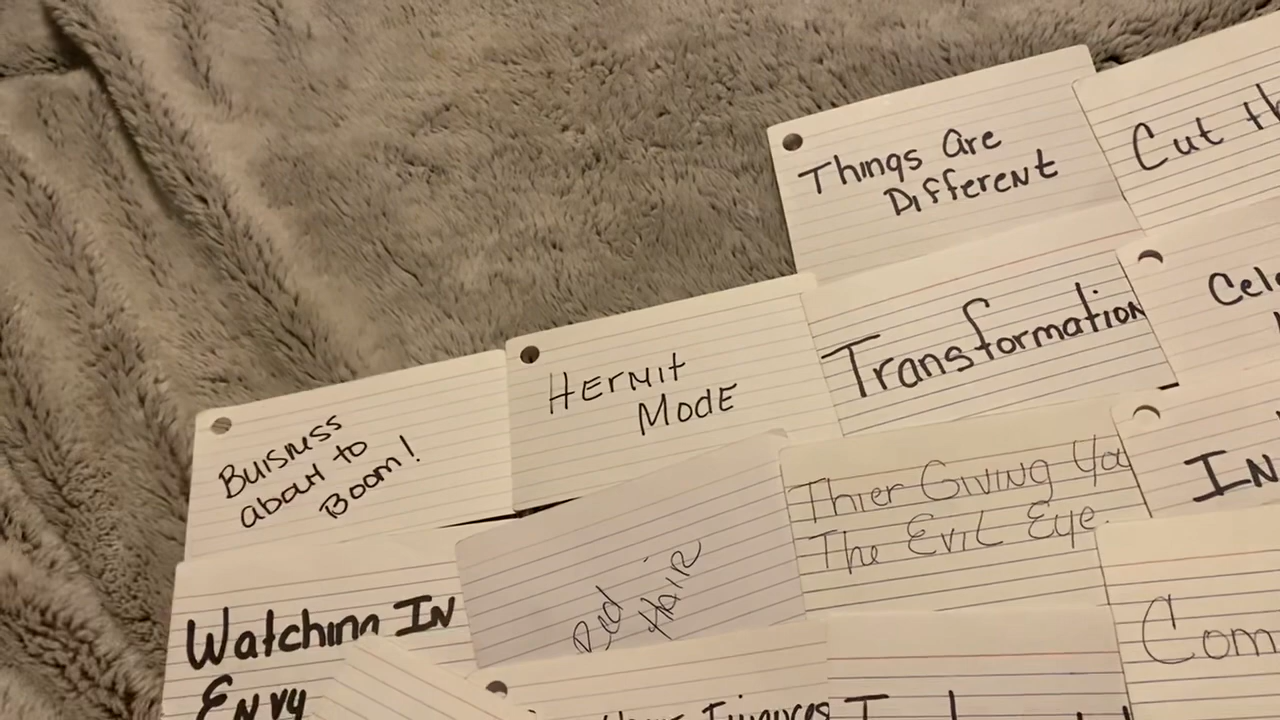 Things are
Different
Cut th
Transformation
Cele
Hermit
Mode
Buisness
about to
Boom!
Thier Giving You
The Evil Eye
In
Red
Hair
Watching In
Envy
Com